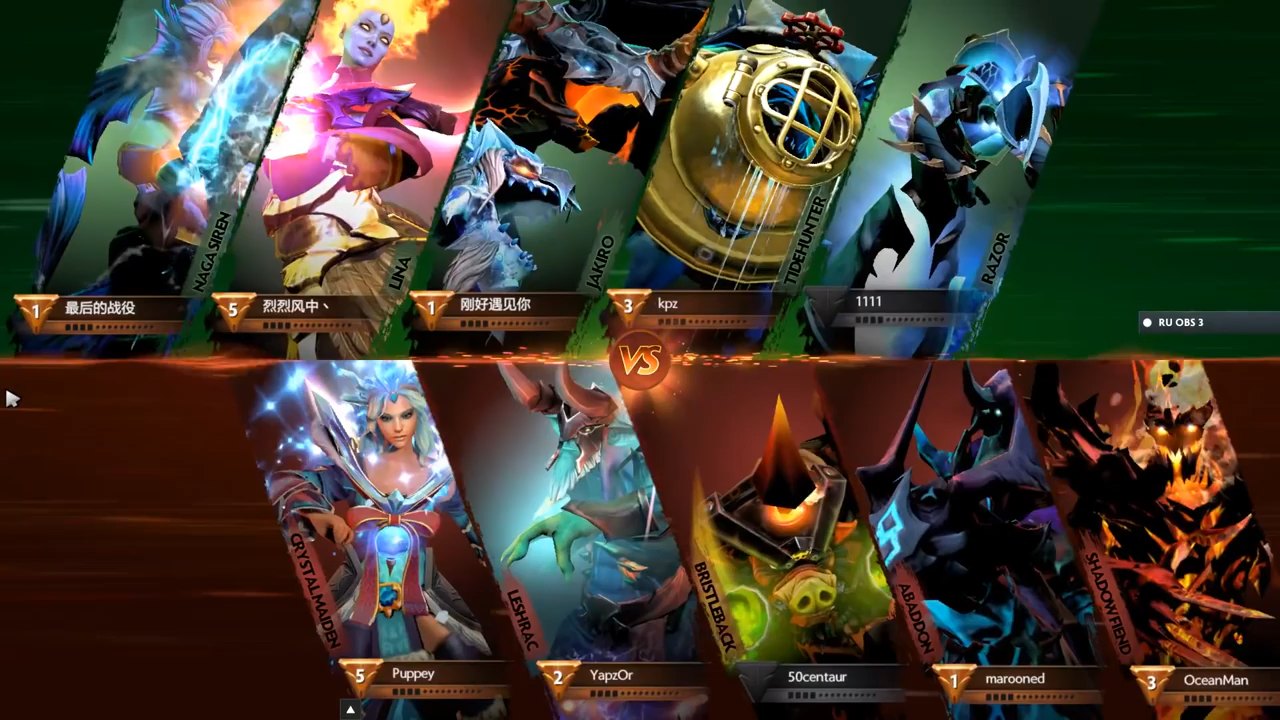 NAGA SIREN
LINA
JAKIRO
TIDEHUNTER
RAZOR
1 最后的战役
5 烈烈风中丶
1 刚好遇见你
3 kpz
1111
RU OBS 3
VS
CRYSTAL MAIDEN
LESHRAC
BRISTLEBACK
ABADDON
SHADOW FIEND
5 Puppey
2 YapzOr
50centaur
1 marooned
3 OceanMan